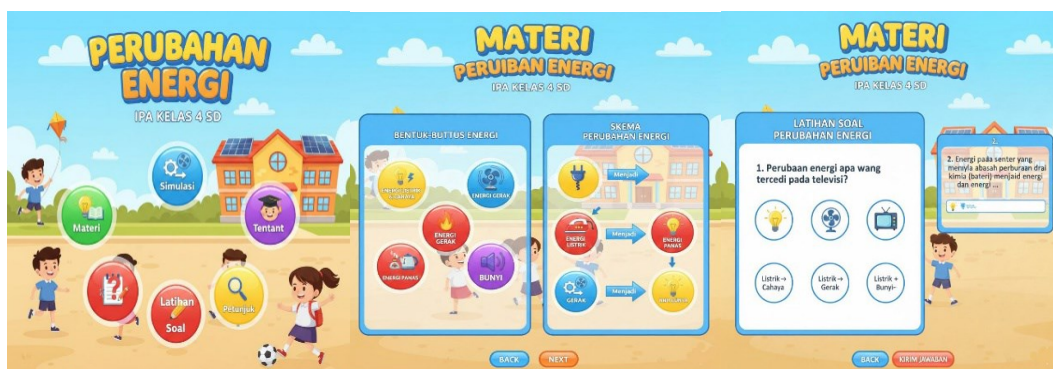 PERUBAHAN
ENERGI
IPA KELAS 4 SD
Simulasi
Materi
Tentant
Latihan
Soal
Petunjuk
MATERI
PERUIBAN ENERGI
IPA KELAS 4 SD
BENTUK-BUTTUS ENERGI
& CAHAYA
ENERGI GERAK
ENERGI
GERAK
ENERGI PANAS
BUNYI
SKEMA
PERUBAHAN ENERGI
Menjadi
ENERGI
LISTRIK
Menjadi
ENERGI
PANAS
GERAK
Menjadi
BACK
NEXT
MATERI
PERUIBAN ENERGI
IPA KELAS 4 SD
LATIHAN SOAL
PERUBAHAN ENERGI
1. Perubaan energi apa wang
tercedi pada televisi?
Listrik →
Cahaya
Listrik →
Gerak
Listrik +
Bunyi-
2. Energi pada senter yang
menyla abasah perburaan drai
kimia (bateri) menjaid energi
dan energi ...
BACK
KIRIM JAWABAN